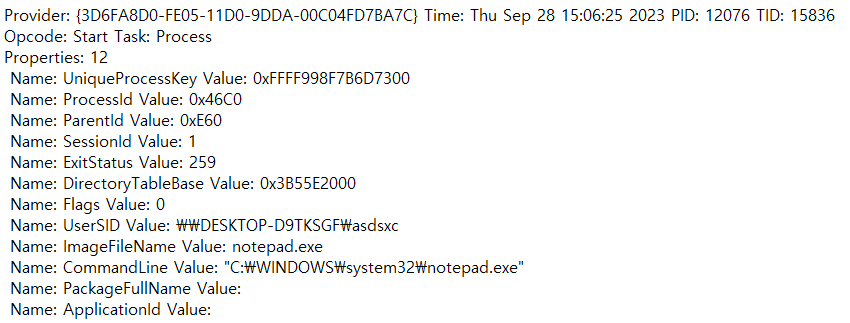 Provider: {3D6FA8D0-FE05-11D0-9DDA-00C04FD7BA7C} Time: Thu Sep 28 15:06:25 2023 PID: 12076 TID: 15836
Opcode: Start Task: Process
Properties: 12
Name: UniqueProcessKey Value: 0xFFFF998F7B6D7300
Name: ProcessId Value: 0x46C0
Name: ParentId Value: 0xE60
Name: SessionId Value: 1
Name: ExitStatus Value: 259
Name: DirectoryTableBase Value: 0x3B55E2000
Name: Flags Value: 0
Name: UserSID Value: ₩₩DESKTOP-D9TKSGF₩asdsxc
Name: ImageFileName Value: notepad.exe
Name: CommandLine Value: "C:₩WINDOWS₩system32₩notepad.exe"
Name: PackageFullName Value:
Name: ApplicationId Value: